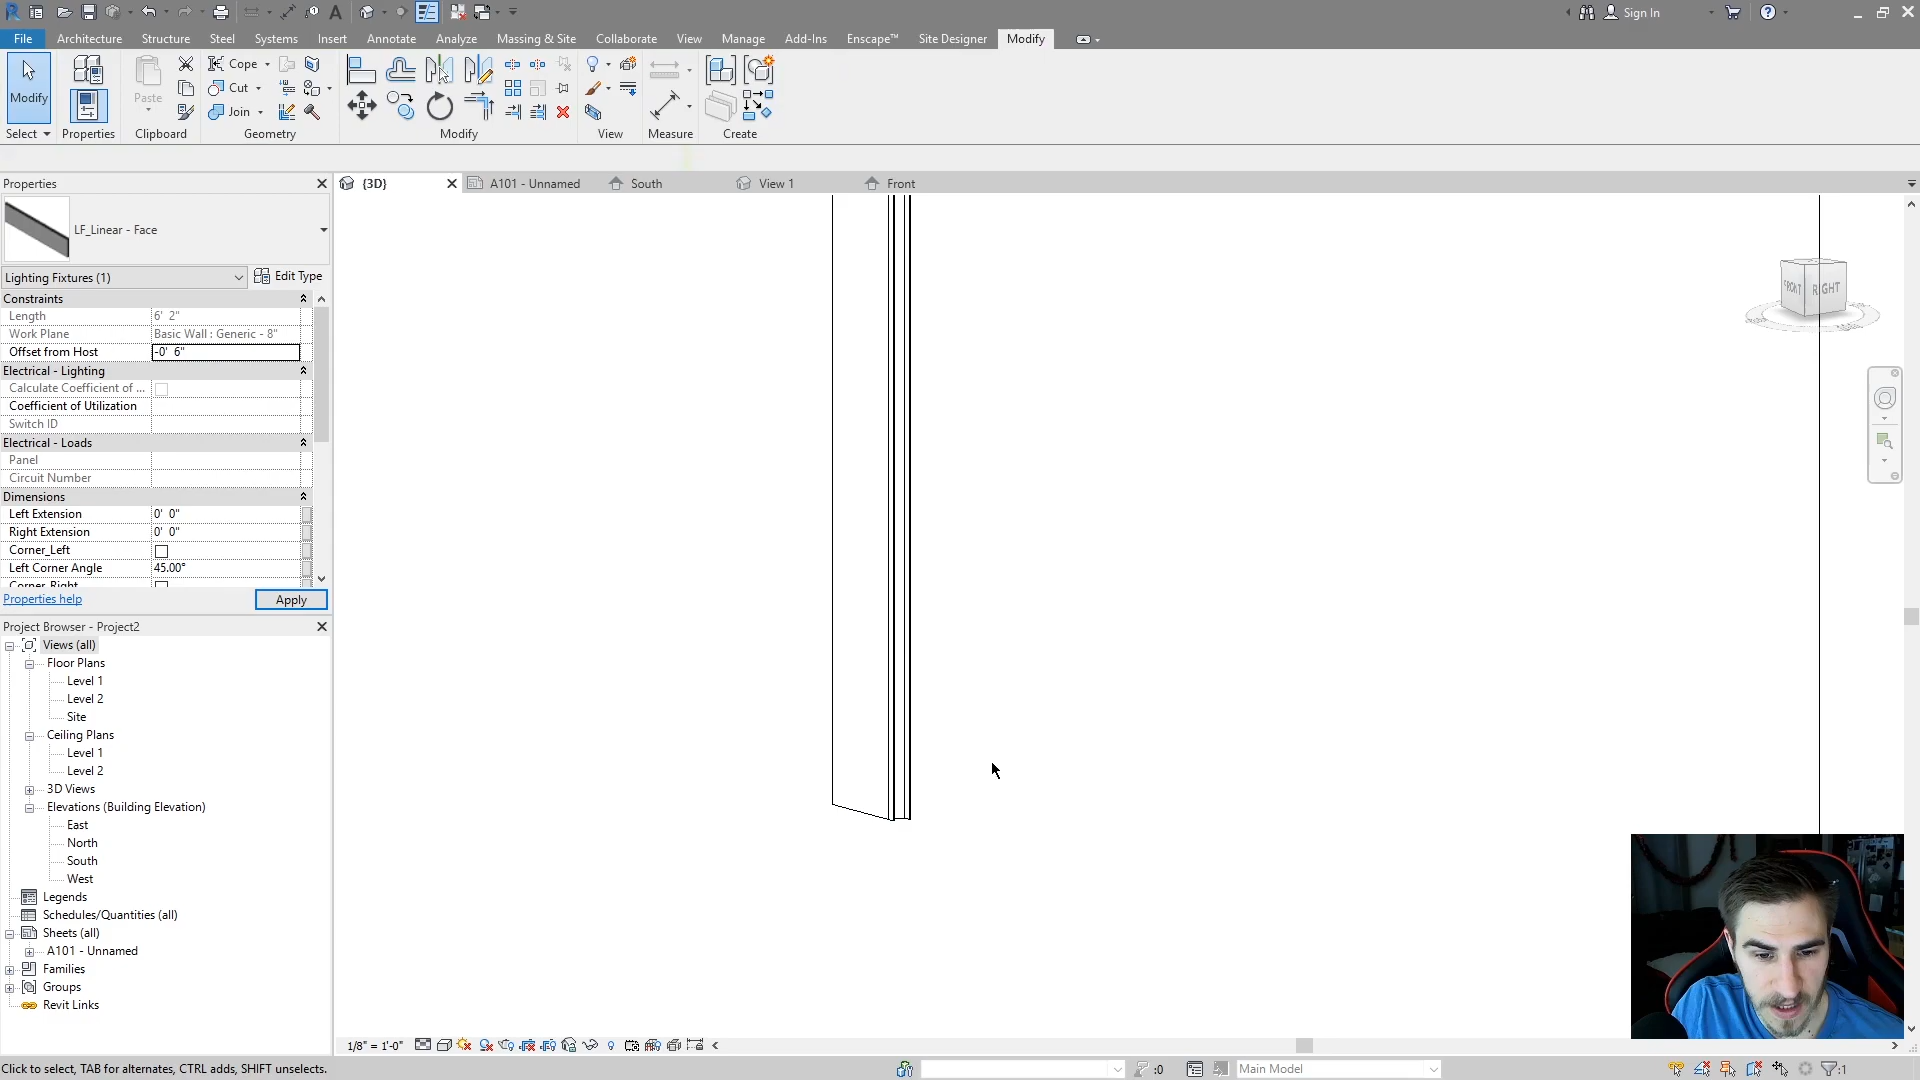 Sign In
File Architecture Structure Steel Systems Insert Annotate Analyze Massing & Site Collaborate View Manage Add-Ins Enscape™ Site Designer Modify
Modify
Paste
Cope
Cut
Join
Select Properties Clipboard Geometry Modify View Measure Create
Properties
{3D}
A101 - Unnamed
South
View 1
Front
LF_Linear - Face
Lighting Fixtures (1)
Edit Type
Constraints
Length 6' 2"
Work Plane Basic Wall : Generic - 8"
Offset from Host -0' 6"
Electrical - Lighting
Calculate Coefficient of ...
Coefficient of Utilization
Switch ID
Electrical - Loads
Panel
Circuit Number
Dimensions
Left Extension 0' 0"
Right Extension 0' 0"
Corner_Left
Left Corner Angle 45.00°
Corner_Right
Properties help
Apply
FRONT RIGHT
Project Browser - Project2
Views (all)
Floor Plans
Level 1
Level 2
Site
Ceiling Plans
Level 1
Level 2
3D Views
Elevations (Building Elevation)
East
North
South
West
Legends
Schedules/Quantities (all)
Sheets (all)
A101 - Unnamed
Families
Groups
Revit Links
1/8" = 1'-0"
Click to select, TAB for alternates, CTRL adds, SHIFT unselects.
:0
Main Model
:1